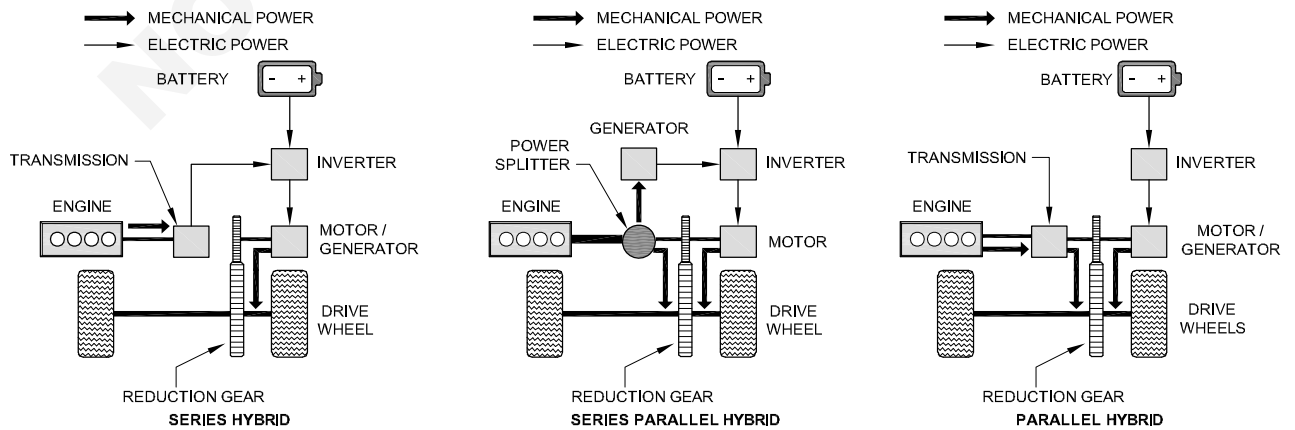 MECHANICAL POWER
ELECTRIC POWER
BATTERY
- +
TRANSMISSION
INVERTER
ENGINE
MOTOR /
GENERATOR
DRIVE
WHEEL
REDUCTION GEAR
SERIES HYBRID
MECHANICAL POWER
ELECTRIC POWER
BATTERY
- +
GENERATOR
POWER
SPLITTER
INVERTER
ENGINE
MOTOR
DRIVE
WHEEL
REDUCTION GEAR
SERIES PARALLEL HYBRID
MECHANICAL POWER
ELECTRIC POWER
BATTERY
- +
TRANSMISSION
INVERTER
ENGINE
MOTOR /
GENERATOR
DRIVE
WHEELS
REDUCTION GEAR
PARALLEL HYBRID